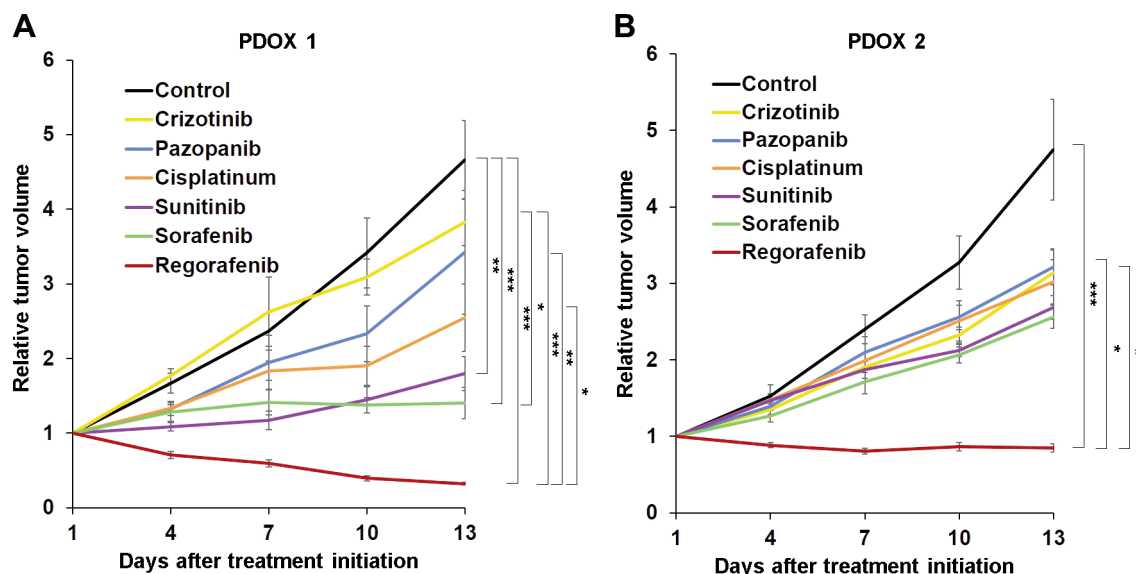 A
PDOX 1
Relative tumor volume
6
5
4
3
2
1
0
Control
Crizotinib
Pazopanib
Cisplatinum
Sunitinib
Sorafenib
Regorafenib
**
***
***
*
***
**
*
1 4 7 10 13
Days after treatment initiation
B
PDOX 2
Relative tumor volume
6
5
4
3
2
1
0
Control
Crizotinib
Pazopanib
Cisplatinum
Sunitinib
Sorafenib
Regorafenib
***
*
1 4 7 10 13
Days after treatment initiation